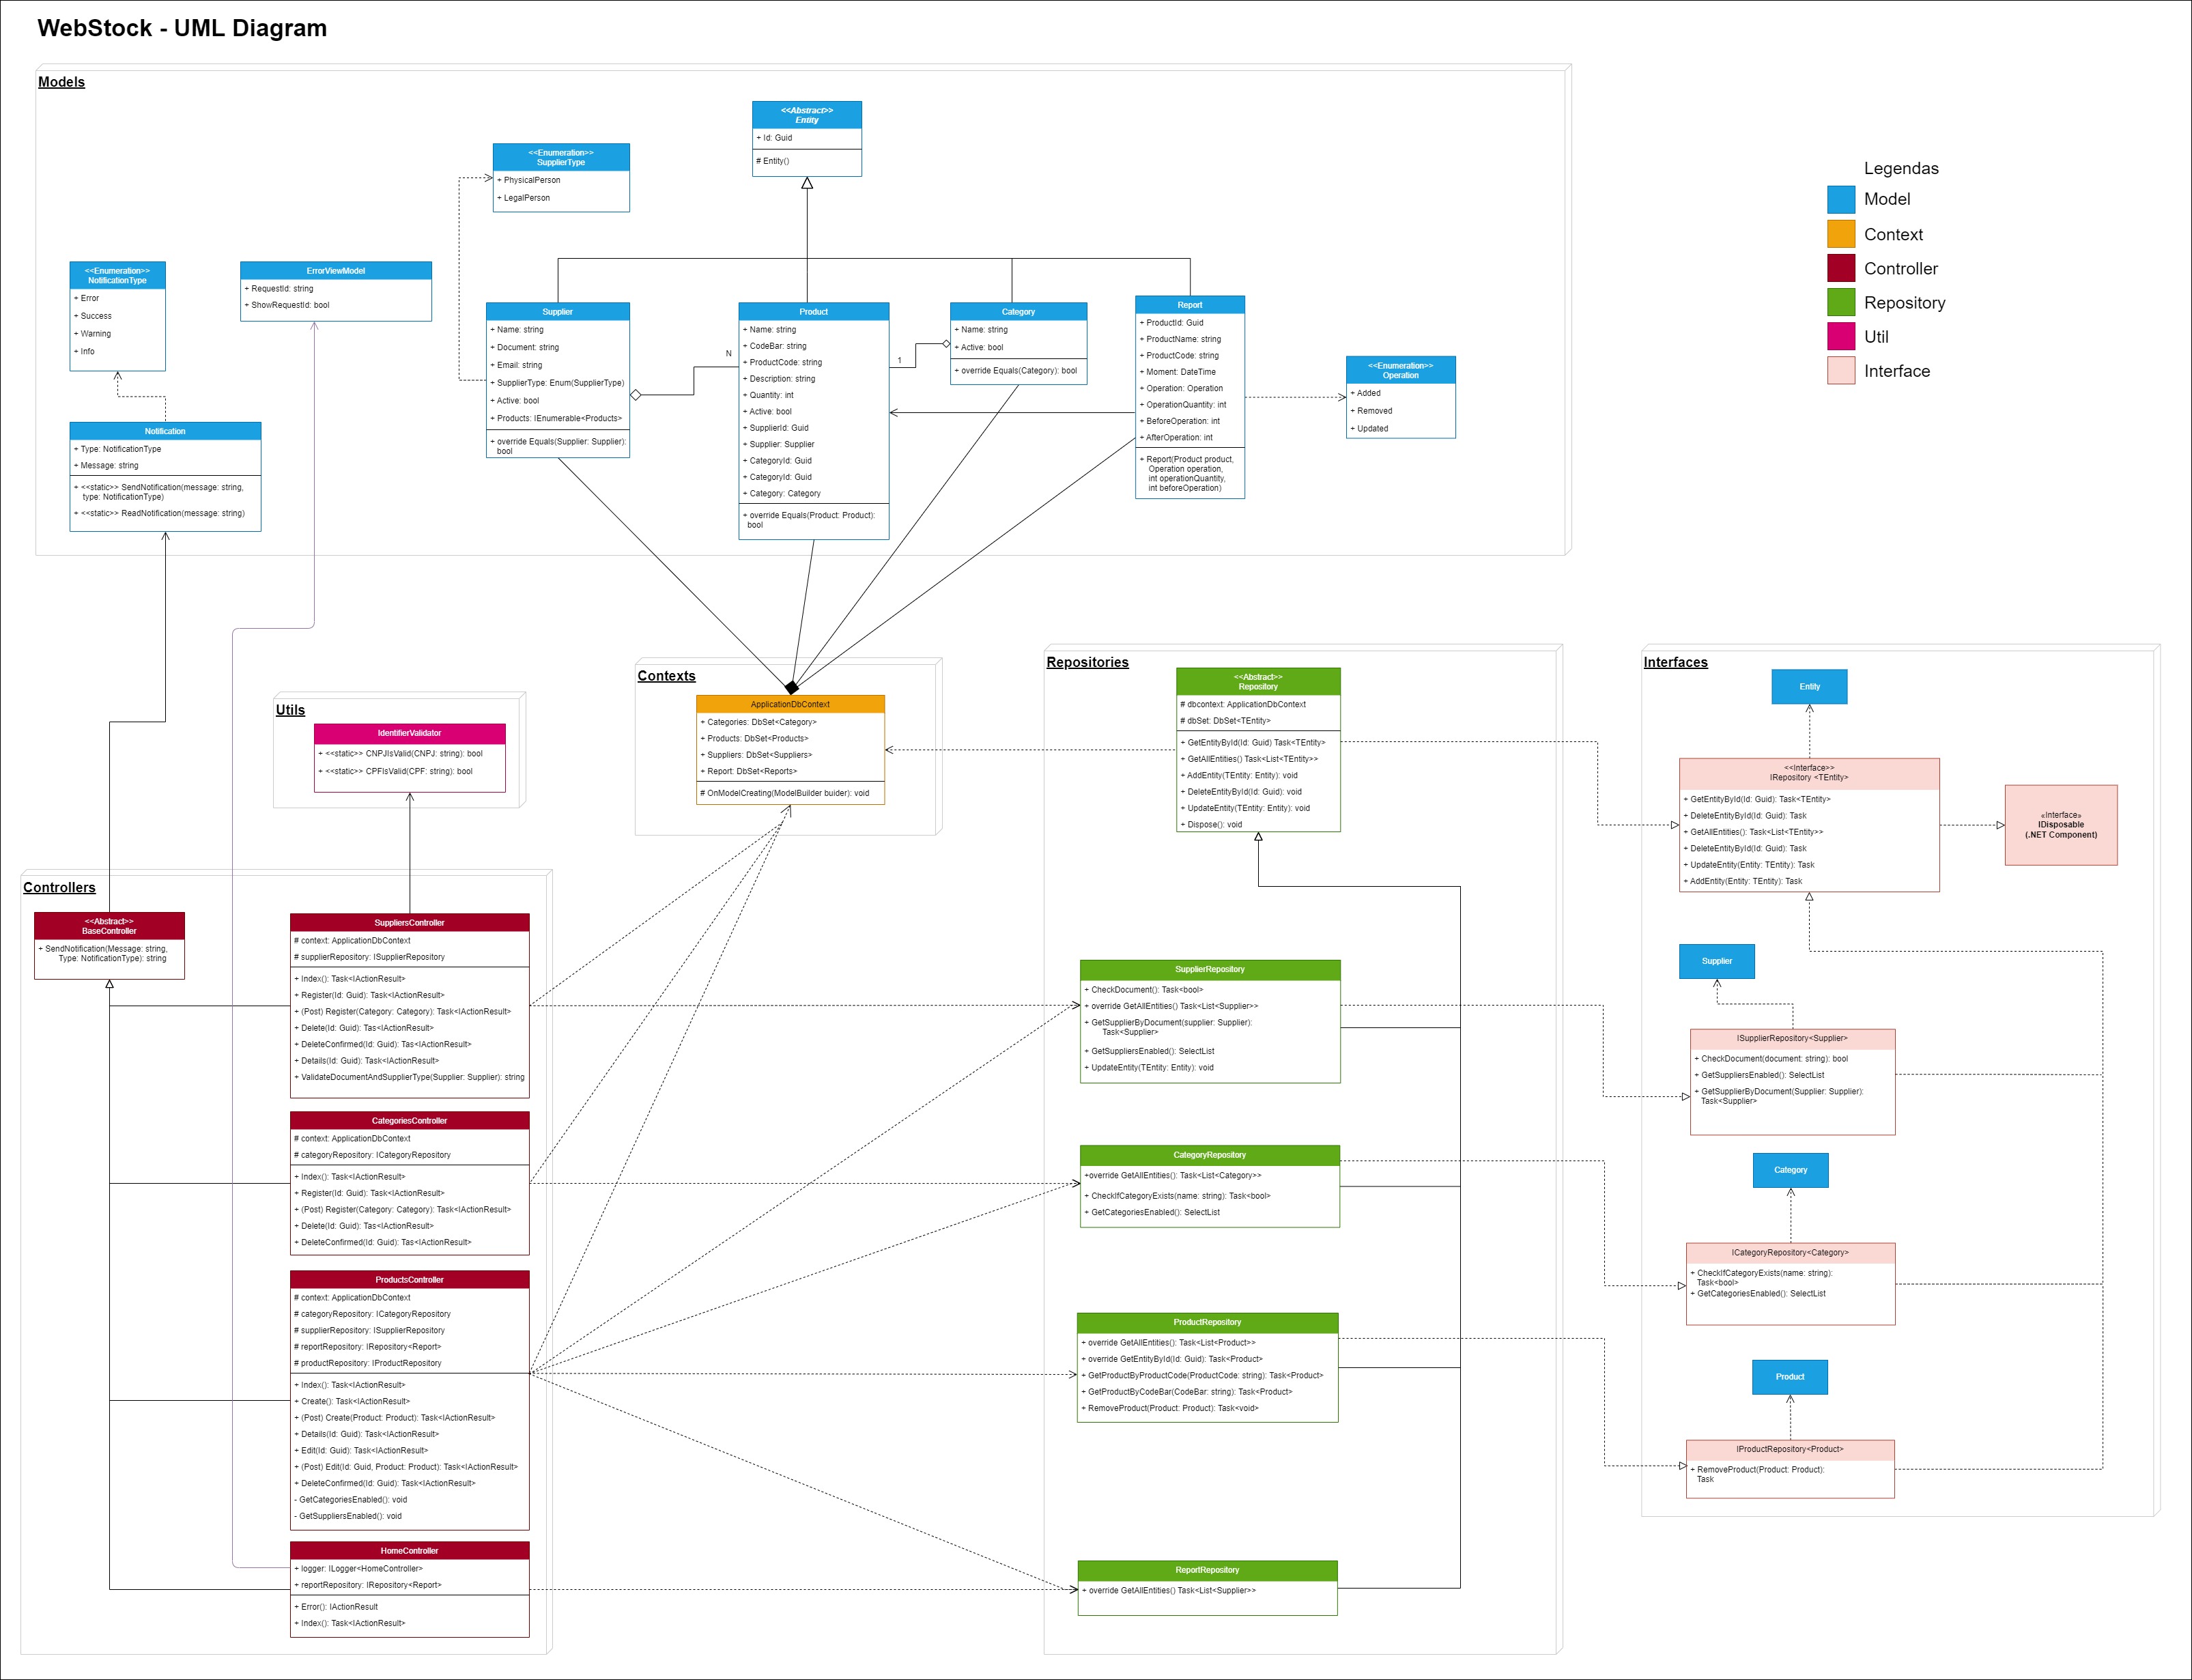 WebStock - UML Diagram
Models
<<Abstract>>
Entity
+ Id: Guid
# Entity()
<<Enumeration>>
SupplierType
+ PhysicalPerson
+ LegalPerson
<<Enumeration>>
NotificationType
+ Error
+ Success
+ Warning
+ Info
ErrorViewModel
+ RequestId: string
+ ShowRequestId: bool
Notification
+ Type: NotificationType
+ Message: string
+ <<static>> SendNotification(message: string,
type: NotificationType)
+ <<static>> ReadNotification(message: string)
Supplier
+ Name: string
+ Document: string
+ Email: string
+ SupplierType: Enum(SupplierType)
+ Active: bool
+ Products: IEnumerable<Products>
+ override Equals(Supplier: Supplier):
bool
N
Product
+ Name: string
+ CodeBar: string
+ ProductCode: string
+ Description: string
+ Quantity: int
+ Active: bool
+ SupplierId: Guid
+ Supplier: Supplier
+ CategoryId: Guid
+ CategoryId: Guid
+ Category: Category
+ override Equals(Product: Product):
bool
1
Category
+ Name: string
+ Active: bool
+ override Equals(Category): bool
Report
+ ProductId: Guid
+ ProductName: string
+ ProductCode: string
+ Moment: DateTime
+ Operation: Operation
+ OperationQuantity: int
+ BeforeOperation: int
+ AfterOperation: int
+ Report(Product product,
Operation operation,
int operationQuantity,
int beforeOperation)
<<Enumeration>>
Operation
+ Added
+ Removed
+ Updated
Legendas
Model
Context
Controller
Repository
Util
Interface
Utils
IdentifierValidator
+ <<static>> CNPJIsValid(CNPJ: string): bool
+ <<static>> CPFIsValid(CPF: string): bool
Contexts
ApplicationDbContext
+ Categories: DbSet<Category>
+ Products: DbSet<Products>
+ Suppliers: DbSet<Suppliers>
+ Report: DbSet<Reports>
# OnModelCreating(ModelBuilder buider): void
Controllers
<<Abstract>>
BaseController
+ SendNotification(Message: string,
Type: NotificationType): string
SuppliersController
# context: ApplicationDbContext
# supplierRepository: ISupplierRepository
+ Index(): Task<IActionResult>
+ Register(Id: Guid): Task<IActionResult>
+ (Post) Register(Category: Category): Task<IActionResult>
+ Delete(Id: Guid): Tas<IActionResult>
+ DeleteConfirmed(Id: Guid): Tas<IActionResult>
+ Details(Id: Guid): Task<IActionResult>
+ ValidateDocumentAndSupplierType(Supplier: Supplier): string
CategoriesController
# context: ApplicationDbContext
# categoryRepository: ICategoryRepository
+ Index(): Task<IActionResult>
+ Register(Id: Guid): Task<IActionResult>
+ (Post) Register(Category: Category): Task<IActionResult>
+ Delete(Id: Guid): Tas<IActionResult>
+ DeleteConfirmed(Id: Guid): Tas<IActionResult>
ProductsController
# context: ApplicationDbContext
# categoryRepository: ICategoryRepository
# supplierRepository: ISupplierRepository
# reportRepository: IRepository<Report>
# productRepository: IProductRepository
+ Index(): Task<IActionResult>
+ Create(): Task<IActionResult>
+ (Post) Create(Product: Product): Task<IActionResult>
+ Details(Id: Guid): Task<IActionResult>
+ Edit(Id: Guid): Task<IActionResult>
+ (Post) Edit(Id: Guid, Product: Product): Task<IActionResult>
+ DeleteConfirmed(Id: Guid): Task<IActionResult>
- GetCategoriesEnabled(): void
- GetSuppliersEnabled(): void
HomeController
+ logger: ILogger<HomeController>
+ reportRepository: IRepository<Report>
+ Error(): IActionResult
+ Index(): Task<IActionResult>
Repositories
<<Abstract>>
Repository
# dbcontext: ApplicationDbContext
# dbSet: DbSet<TEntity>
+ GetEntityById(Id: Guid) Task<TEntity>
+ GetAllEntities() Task<List<TEntity>>
+ AddEntity(TEntity: Entity): void
+ DeleteEntityById(Id: Guid): void
+ UpdateEntity(TEntity: Entity): void
+ Dispose(): void
SupplierRepository
+ CheckDocument(): Task<bool>
+ override GetAllEntities() Task<List<Supplier>>
+ GetSupplierByDocument(supplier: Supplier):
Task<Supplier>
+ GetSuppliersEnabled(): SelectList
+ UpdateEntity(TEntity: Entity): void
CategoryRepository
+override GetAllEntities(): Task<List<Category>>
+ CheckIfCategoryExists(name: string): Task<bool>
+ GetCategoriesEnabled(): SelectList
ProductRepository
+ override GetAllEntities(): Task<List<Product>>
+ override GetEntityById(Id: Guid): Task<Product>
+ GetProductByProductCode(ProductCode: string): Task<Product>
+ GetProductByCodeBar(CodeBar: string): Task<Product>
+ RemoveProduct(Product: Product): Task<void>
ReportRepository
+ override GetAllEntities() Task<List<Supplier>>
Interfaces
Entity
<<Interface>>
IRepository <TEntity>
+ GetEntityById(Id: Guid): Task<TEntity>
+ DeleteEntityById(Id: Guid): Task
+ GetAllEntities(): Task<List<TEntity>>
+ DeleteEntityById(Id: Guid): Task
+ UpdateEntity(Entity: TEntity): Task
+ AddEntity(Entity: TEntity): Task
«Interface»
IDisposable
(.NET Component)
Supplier
ISupplierRepository<Supplier>
+ CheckDocument(document: string): bool
+ GetSuppliersEnabled(): SelectList
+ GetSupplierByDocument(Supplier: Supplier):
Task<Supplier>
Category
ICategoryRepository<Category>
+ CheckIfCategoryExists(name: string):
Task<bool>
+ GetCategoriesEnabled(): SelectList
Product
IProductRepository<Product>
+ RemoveProduct(Product: Product):
Task